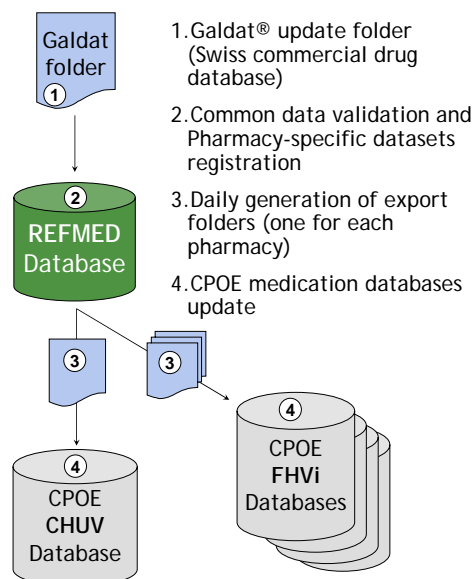 Galdat
folder
1
1.Galdat® update folder
(Swiss commercial drug
database)
2.Common data validation and
Pharmacy-specific datasets
registration
3.Daily generation of export
folders (one for each
pharmacy)
4.CPOE medication databases
update
2
REFMED
Database
3
3
4
CPOE
FHVi
Databases
4
CPOE
CHUV
Database